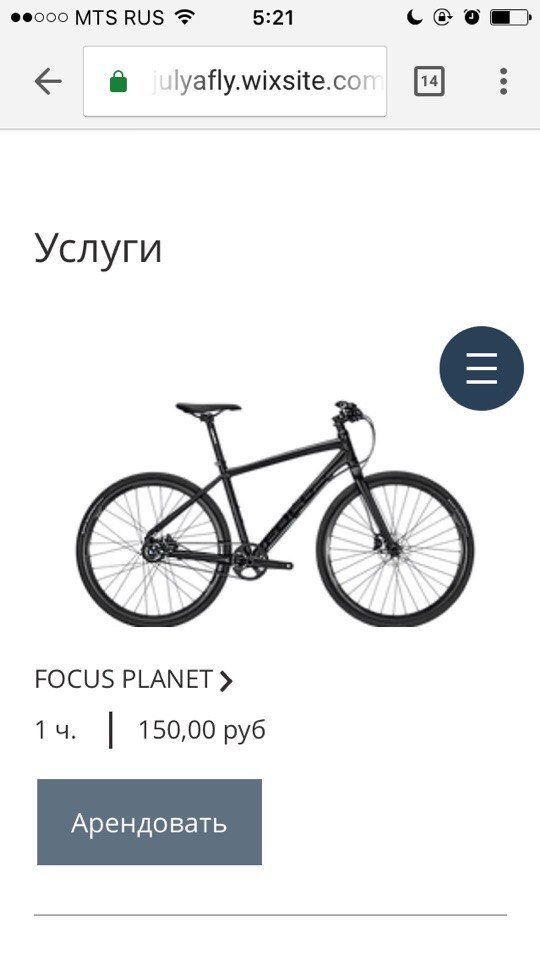 MTS RUS 5:21
julyafly.wixsite.com 14
Услуги
FOCUS PLANET
1 ч. | 150,00 руб
Арендовать